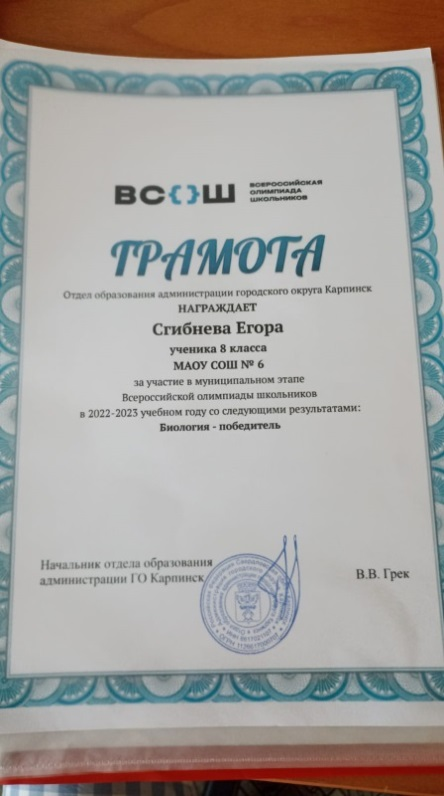 ВСОШ
ВСЕРОССИЙСКАЯ
ОЛИМПИАДА
ШКОЛЬНИКОВ
ГРАМОТА
Отдел образования администрации городского округа Карпинск
НАГРАЖДАЕТ
Сгибнева Егора
ученика 8 класса
МАОУ СОШ № 6
за участие в муниципальном этапе
Всероссийской олимпиады школьников
в 2022-2023 учебном году со следующими результатами:
Биология - победитель
Начальник отдела образования
администрации ГО Карпинск
В.В. Грек